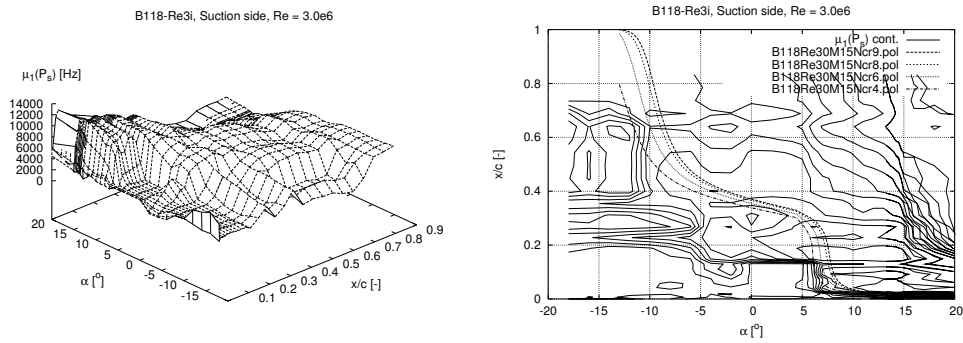 B118-Re3i, Suction side, Re = 3.0e6
μ₁(Pₛ) [Hz]
14000
12000
10000
8000
6000
4000
2000
0
20
15
10
5
0
-5
-10
-15
α [°]
0.1
0.2
0.3
0.4
0.5
0.6
0.7
0.8
0.9
x/c [-]
B118-Re3i, Suction side, Re = 3.0e6
μ₁(Pₛ) cont.
B118Re30M15Ncr9.pol
B118Re30M15Ncr8.pol
B118Re30M15Ncr6.pol
B118Re30M15Ncr4.pol
1
0.8
0.6
0.4
0.2
0
x/c [-]
-20 -15 -10 -5 0 5 10 15 20
α [°]